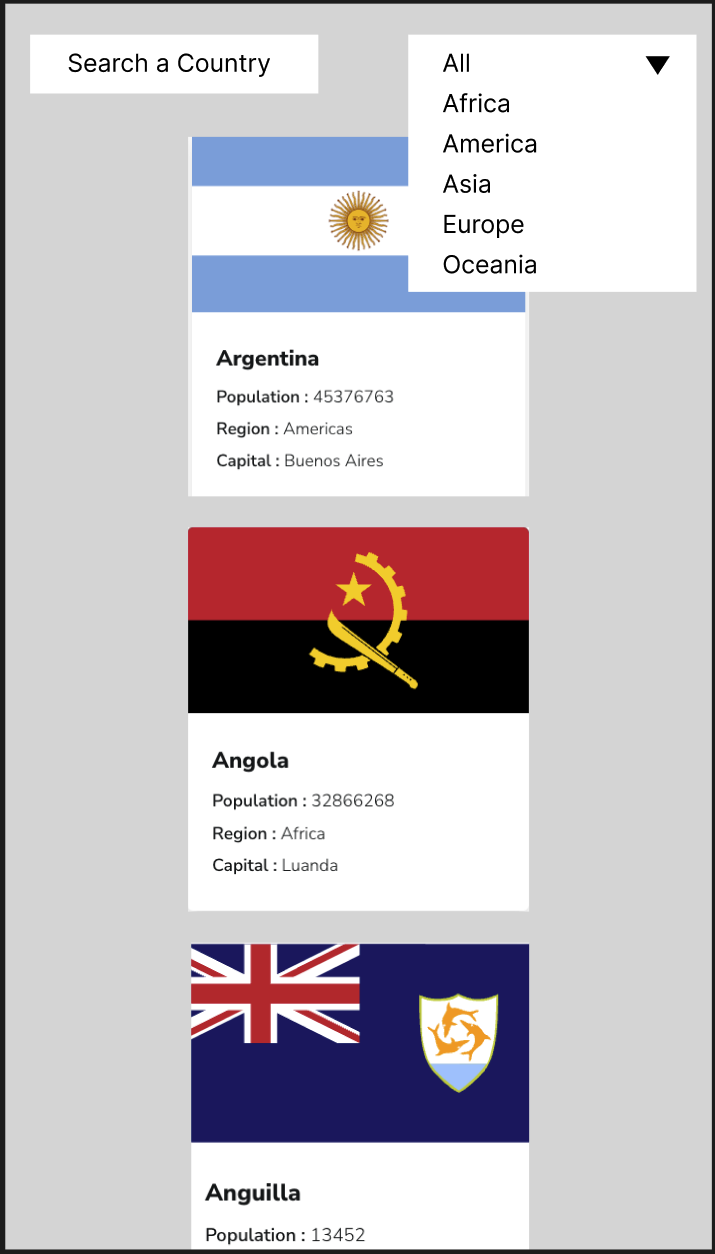 Search a Country
All
Africa
America
Asia
Europe
Oceania
Argentina
Population : 45376763
Region : Americas
Capital : Buenos Aires
Angola
Population : 32866268
Region : Africa
Capital : Luanda
Anguilla
Population : 13452